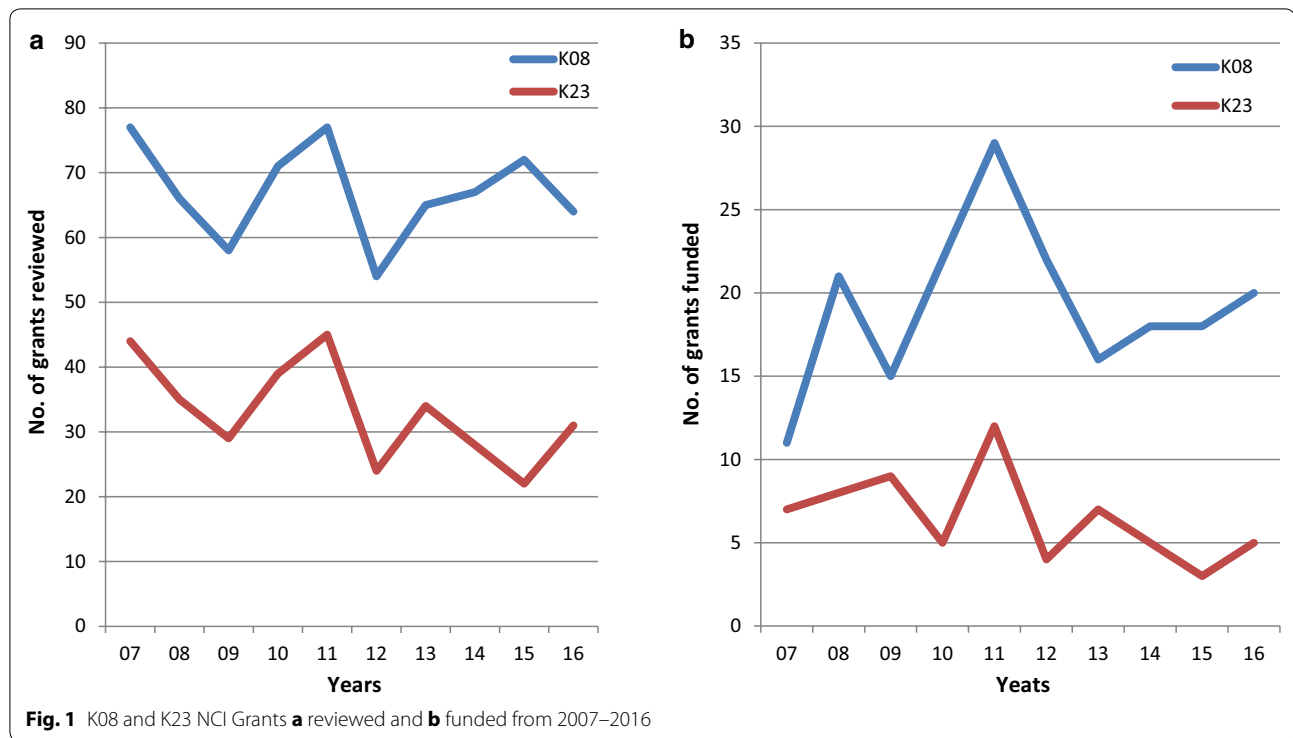 a
90
80
70
60
50
40
30
20
10
0
No. of grants reviewed
K08
K23
07 08 09 10 11 12 13 14 15 16
Years
b
35
30
25
20
15
10
5
0
No. of grants funded
K08
K23
07 08 09 10 11 12 13 14 15 16
Yeats
Fig. 1 K08 and K23 NCI Grants a reviewed and b funded from 2007–2016